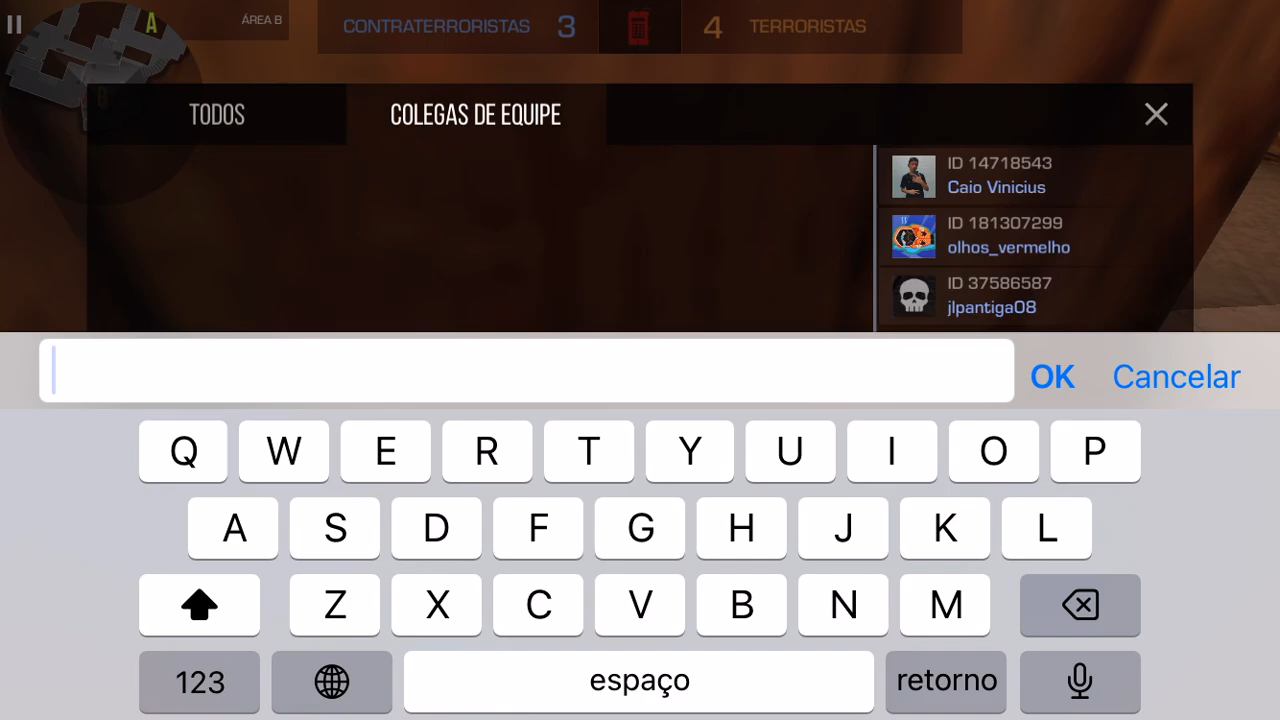 A
ÁREA B
CONTRATERRORISTAS 3
4 TERRORISTAS
B
TODOS
COLEGAS DE EQUIPE
ID 14718543
Caio Vinicius
ID 181307299
olhos_vermelho
ID 37586587
jlpantiga08
OK Cancelar
Q W E R T Y U I O P
A S D F G H J K L
Z X C V B N M
123 espaço retorno